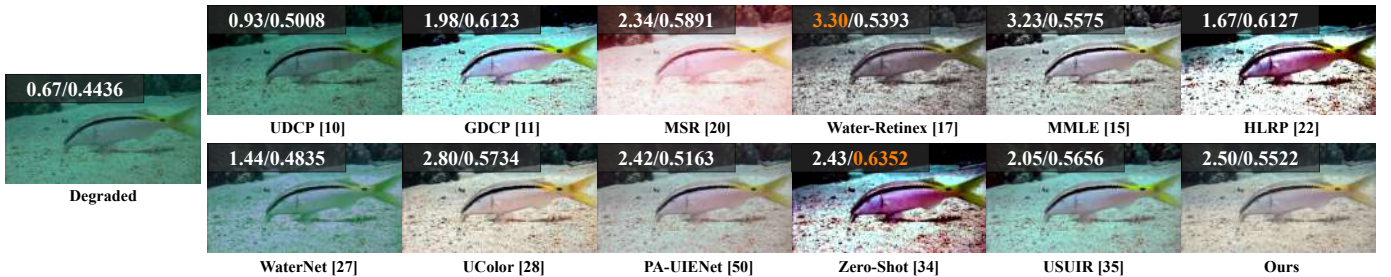 0.67/0.4436
Degraded
0.93/0.5008 1.98/0.6123 2.34/0.5891 3.30/0.5393 3.23/0.5575 1.67/0.6127
UDCP [10] GDCP [11] MSR [20] Water-Retinex [17] MMLE [15] HLRP [22]
1.44/0.4835 2.80/0.5734 2.42/0.5163 2.43/0.6352 2.05/0.5656 2.50/0.5522
WaterNet [27] UColor [28] PA-UIENet [50] Zero-Shot [34] USUIR [35] Ours